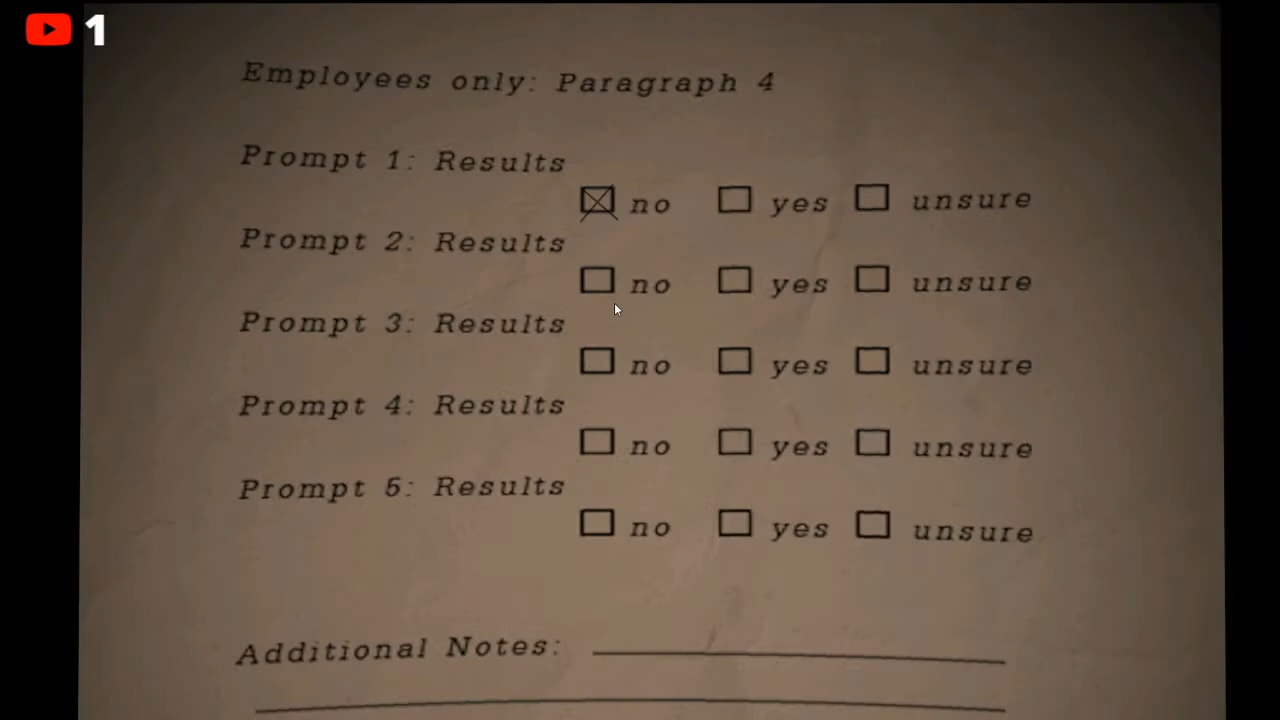 1
Employees only: Paragraph 4
Prompt 1: Results
no yes unsure
Prompt 2: Results
no yes unsure
Prompt 3: Results
no yes unsure
Prompt 4: Results
no yes unsure
Prompt 5: Results
no yes unsure
Additional Notes: